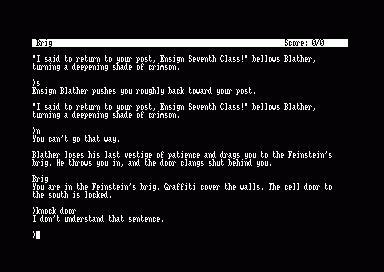 Brig Score: 0/0
"I said to return to your post, Ensign Seventh Class!" bellows Blather,
turning a deepening shade of crimson.
>s
Ensign Blather pushes you roughly back toward your post.
"I said to return to your post, Ensign Seventh Class!" bellows Blather,
turning a deepening shade of crimson.
>n
You can't go that way.
Blather loses his last vestige of patience and drags you to the Feinstein's
brig. He throws you in, and the door clangs shut behind you.
Brig
You are in the Feinstein's brig. Graffiti cover the walls. The cell door to
the south is locked.
>knock door
I don't understand that sentence.
>